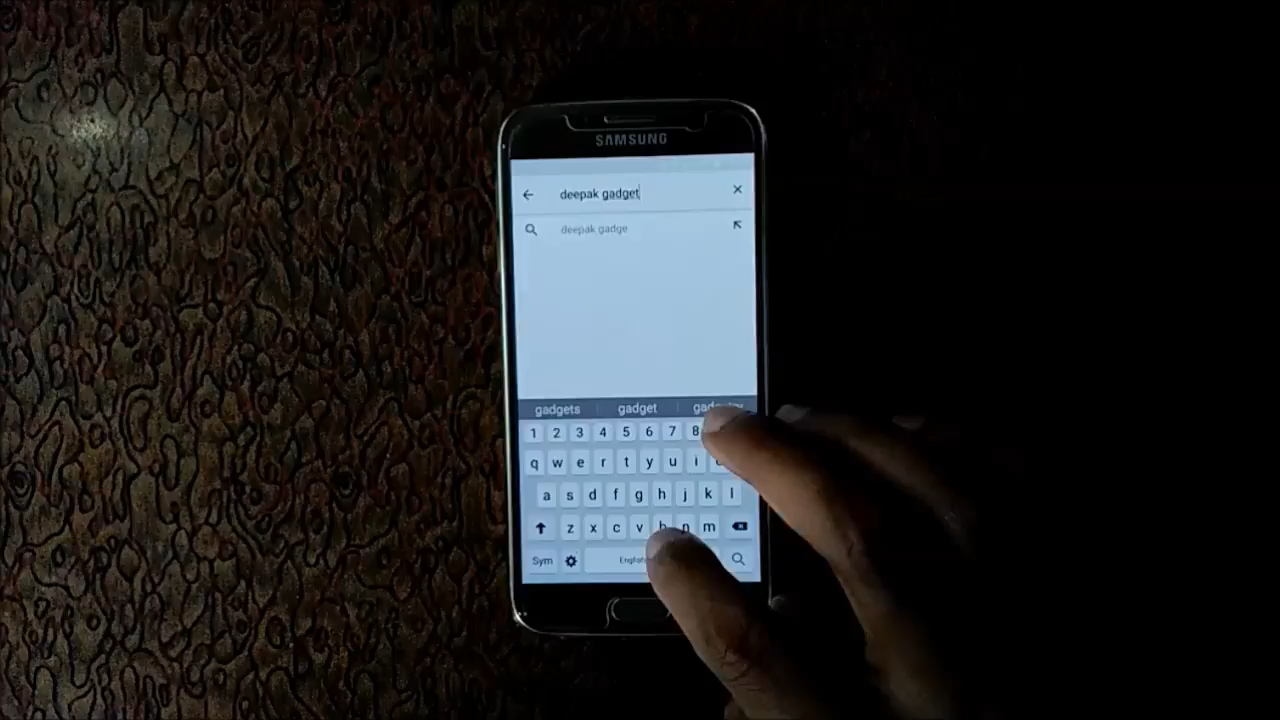 SAMSUNG
deepak gadget
deepak gadge
gadgets gadget
1 2 3 4 5 6 7 8
q w e r t y u i
a s d f g h j k l
z x c v b n m
Sym